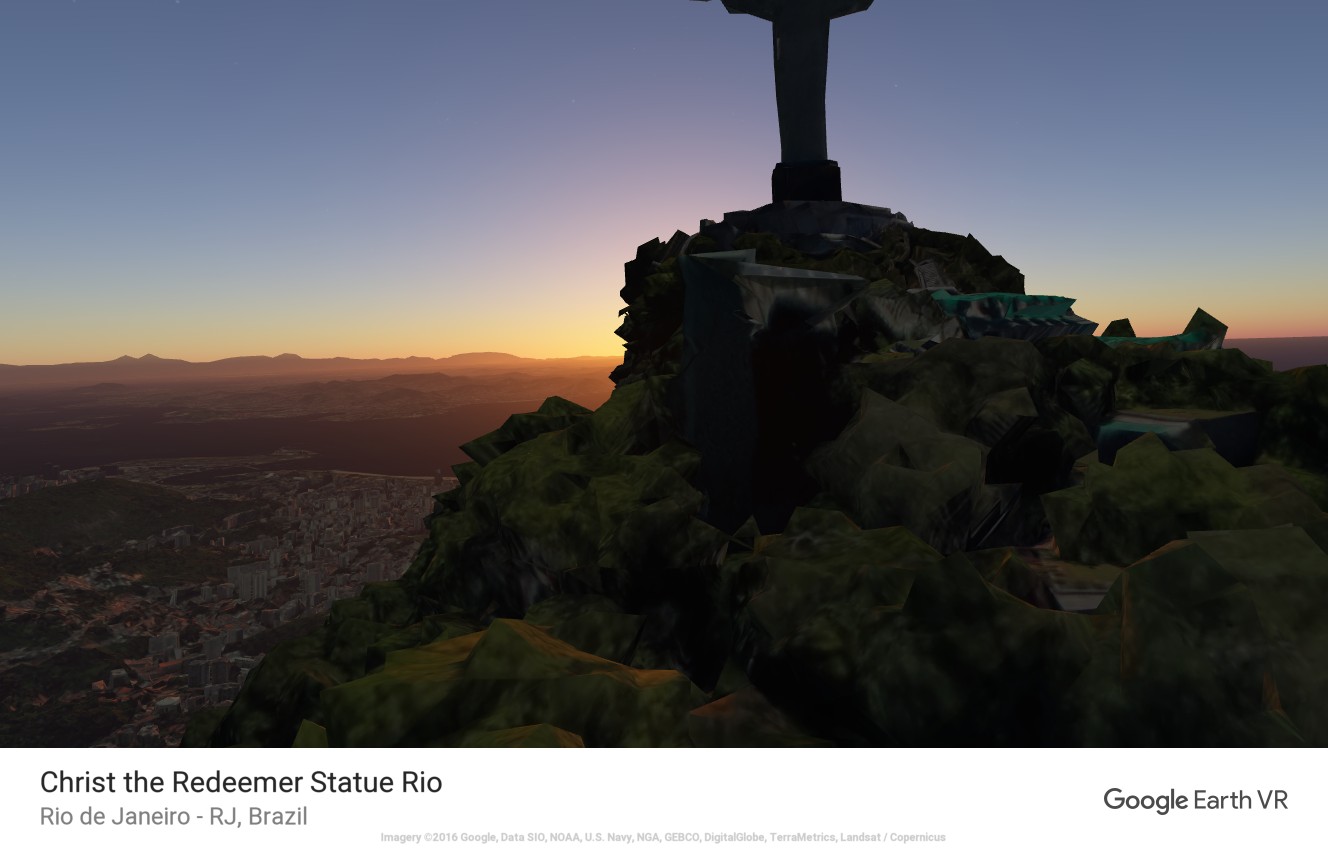 Christ the Redeemer Statue Rio
Rio de Janeiro - RJ, Brazil
Google Earth VR
Imagery ©2016 Google, Data SIO, NOAA, U.S. Navy, NGA, GEBCO, DigitalGlobe, TerraMetrics, Landsat / Copernicus